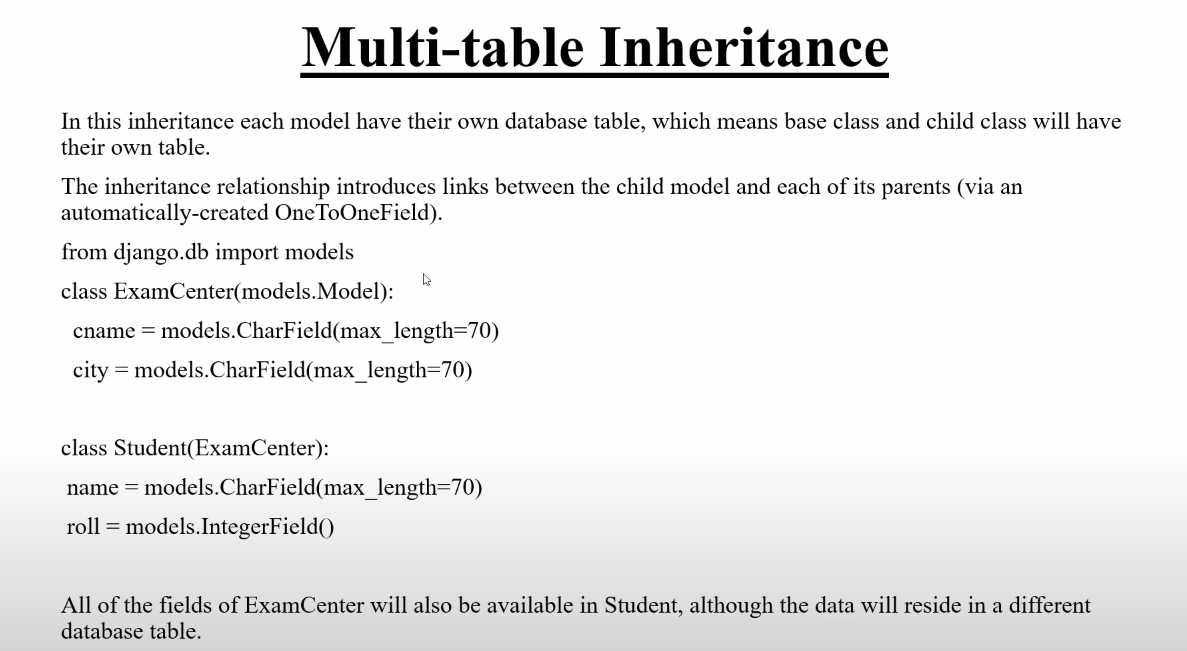 Multi-table Inheritance
In this inheritance each model have their own database table, which means base class and child class will have
their own table.
The inheritance relationship introduces links between the child model and each of its parents (via an
automatically-created OneToOneField).
from django.db import models
class ExamCenter(models.Model):
cname = models.CharField(max_length=70)
city = models.CharField(max_length=70)
class Student(ExamCenter):
name = models.CharField(max_length=70)
roll = models.IntegerField()
All of the fields of ExamCenter will also be available in Student, although the data will reside in a different
database table.